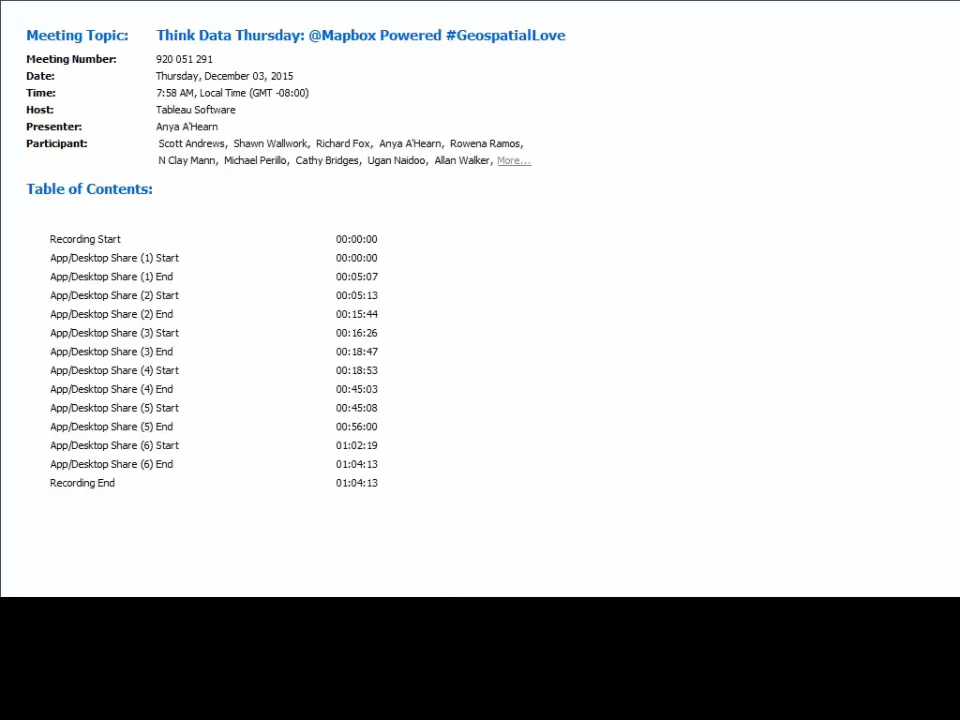 Meeting Topic: Think Data Thursday: @Mapbox Powered #GeospatialLove
Meeting Number: 920 051 291
Date: Thursday, December 03, 2015
Time: 7:58 AM, Local Time (GMT -08:00)
Host: Tableau Software
Presenter: Anya A'Hearn
Participant: Scott Andrews, Shawn Wallwork, Richard Fox, Anya A'Hearn, Rowena Ramos,
N Clay Mann, Michael Perillo, Cathy Bridges, Ugan Naidoo, Allan Walker, More...
Table of Contents:
Recording Start 00:00:00
App/Desktop Share (1) Start 00:00:00
App/Desktop Share (1) End 00:05:07
App/Desktop Share (2) Start 00:05:13
App/Desktop Share (2) End 00:15:44
App/Desktop Share (3) Start 00:16:26
App/Desktop Share (3) End 00:18:47
App/Desktop Share (4) Start 00:18:53
App/Desktop Share (4) End 00:45:03
App/Desktop Share (5) Start 00:45:08
App/Desktop Share (5) End 00:56:00
App/Desktop Share (6) Start 01:02:19
App/Desktop Share (6) End 01:04:13
Recording End 01:04:13